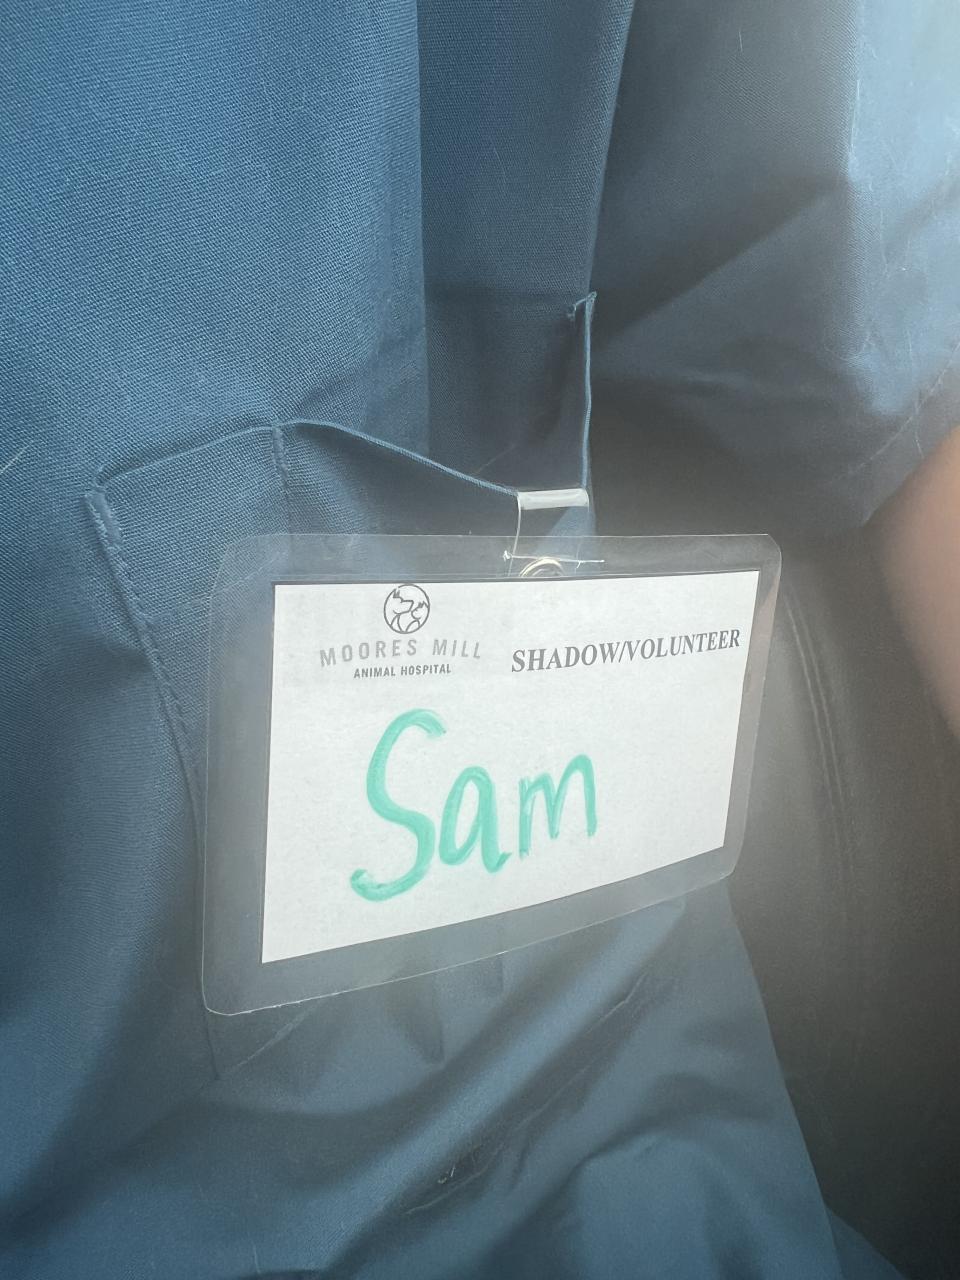 MOORES MILL
ANIMAL HOSPITAL
SHADOW/VOLUNTEER
Sam